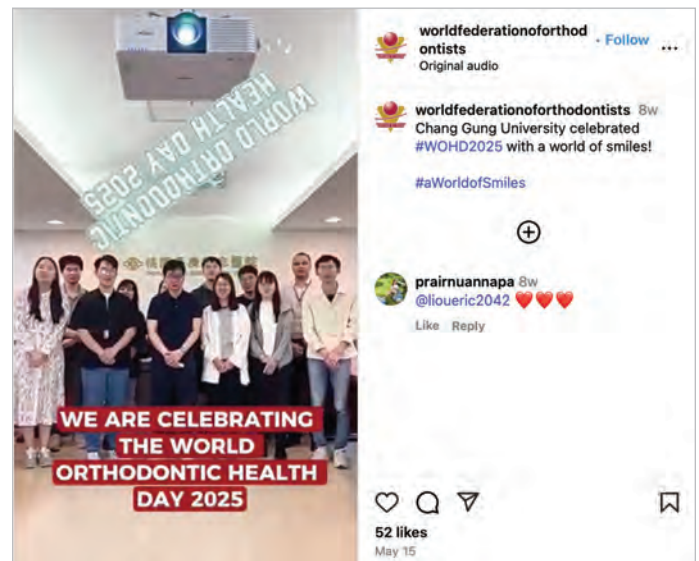 WORLD ORTHODONTIC
HEALTH DAY 2025
WE ARE CELEBRATING
THE WORLD
ORTHODONTIC HEALTH
DAY 2025
worldfederationoforthod
ontists
• Follow
Original audio
worldfederationoforthodontists 8w
Chang Gung University celebrated
#WOHD2025 with a world of smiles!
#aWorldofSmiles
prairnuannapa 8w
@lioueric2042 ❤️❤️❤️
Like Reply
52 likes
May 15